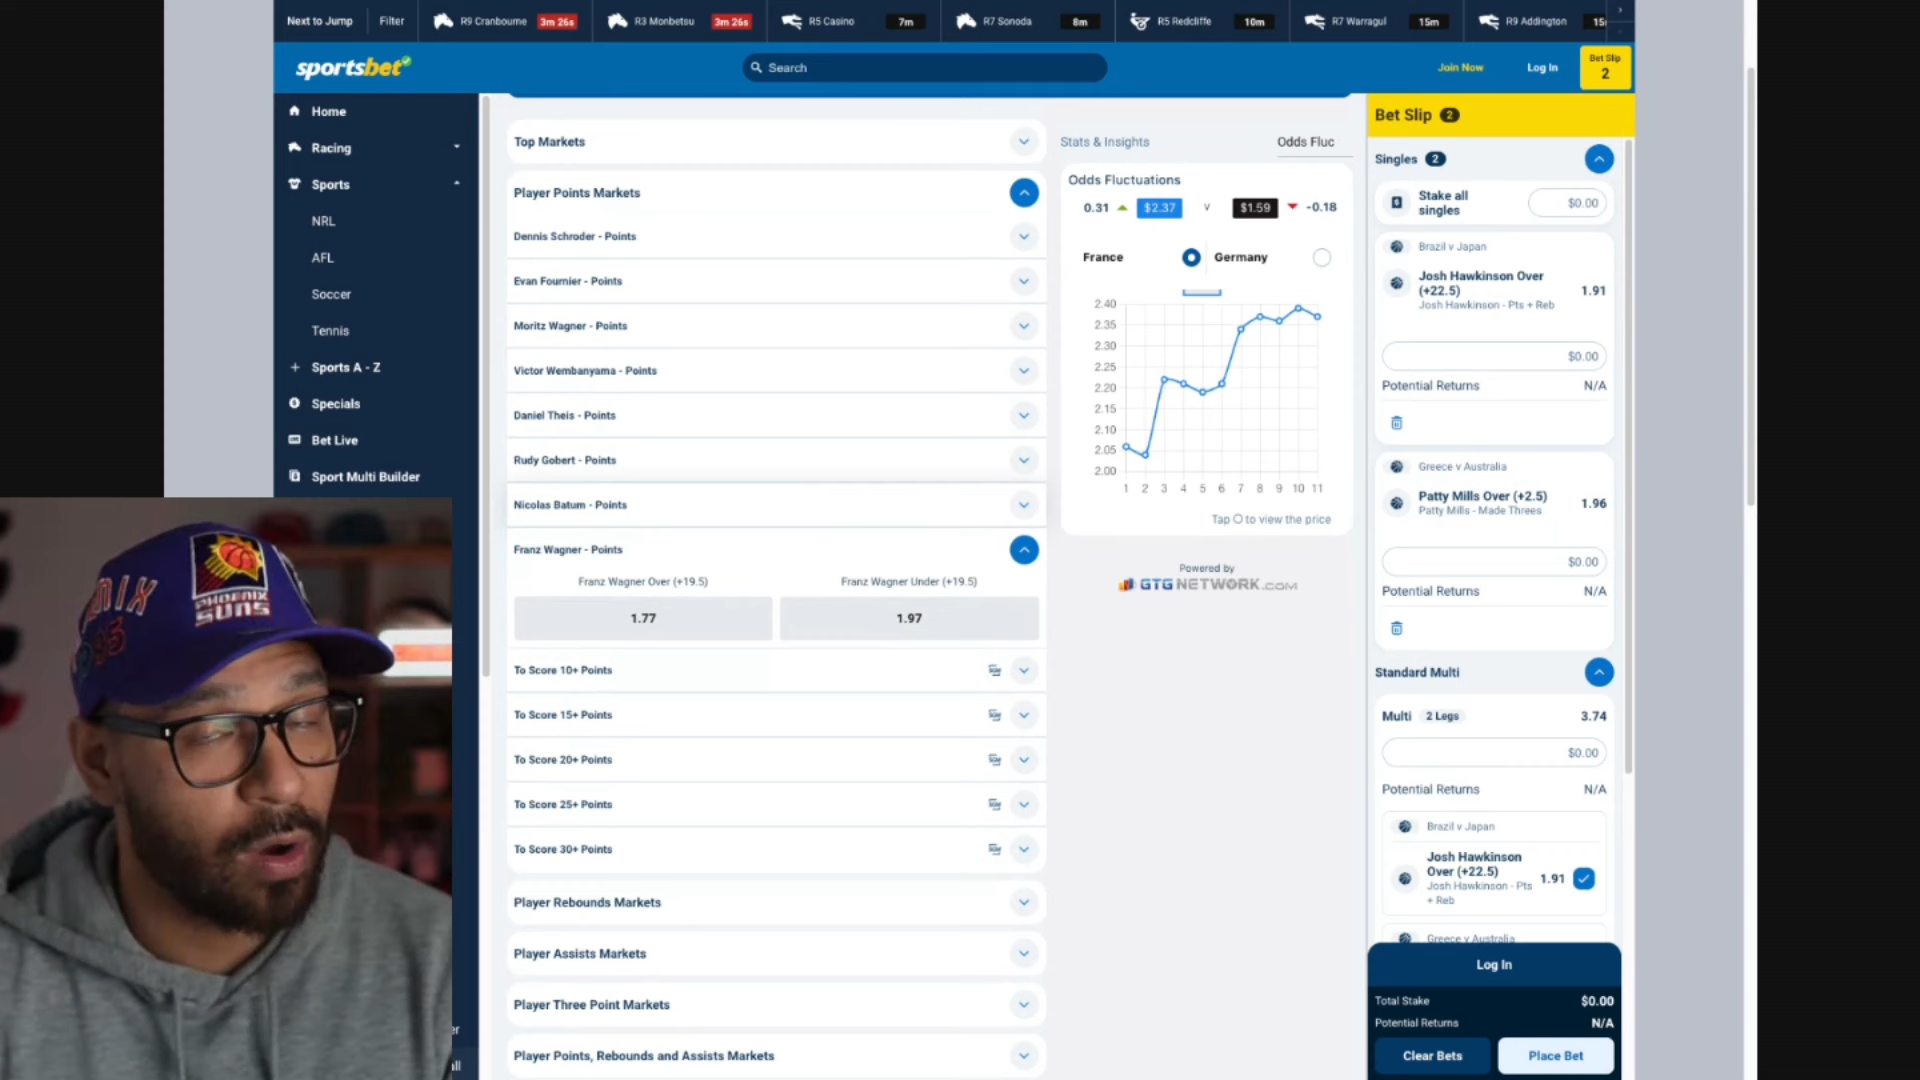 Next to Jump
Filter
R9 Cranbourne 3m 26s
R3 Monbetsu 3m 26s
R5 Casino 7m
R7 Sonoda 8m
R5 Redcliffe 10m
R7 Warragul 15m
R9 Addington
sportsbet
Search
Join Now
Log In
Bet Slip
2
Home
Racing
Sports
NRL
AFL
Soccer
Tennis
Sports A - Z
Specials
Bet Live
Sport Multi Builder
Top Markets
Player Points Markets
Dennis Schroder - Points
Evan Fournier - Points
Moritz Wagner - Points
Victor Wembanyama - Points
Daniel Theis - Points
Rudy Gobert - Points
Nicolas Batum - Points
Franz Wagner - Points
Franz Wagner Over (+19.5)
Franz Wagner Under (+19.5)
1.77
1.97
To Score 10+ Points
To Score 15+ Points
To Score 20+ Points
To Score 25+ Points
To Score 30+ Points
Player Rebounds Markets
Player Assists Markets
Player Three Point Markets
Player Points, Rebounds and Assists Markets
Stats & Insights
Odds Fluc
Odds Fluctuations
0.31 $2.37 v $1.59 -0.18
France
Germany
2.40
2.35
2.30
2.25
2.20
2.15
2.10
2.05
2.00
1 2 3 4 5 6 7 8 9 10 11
Tap O to view the price
Powered by
GTGNETWORK.COM
Bet Slip 2
Singles 2
Stake all
singles
$0.00
Brazil v Japan
Josh Hawkinson Over
(+22.5)
1.91
Josh Hawkinson - Pts + Reb
$0.00
Potential Returns N/A
Greece v Australia
Patty Mills Over (+2.5) 1.96
Patty Mills - Made Threes
$0.00
Potential Returns N/A
Standard Multi
Multi 2 Legs 3.74
$0.00
Potential Returns N/A
Brazil v Japan
Josh Hawkinson
Over (+22.5)
1.91
Josh Hawkinson - Pts
+ Reb
Greece v Australia
Log In
Total Stake $0.00
Potential Returns N/A
Clear Bets
Place Bet
PHOENIX
SUNS